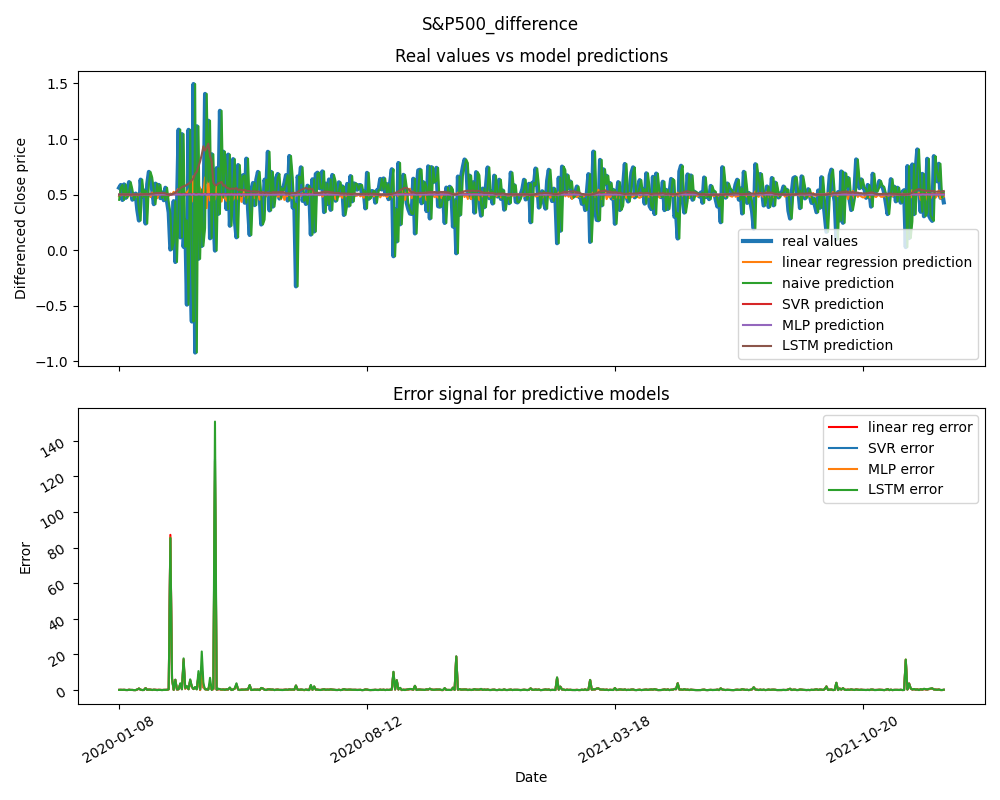 S&P500_difference
Real values vs model predictions
Differenced Close price
1.5
1.0
0.5
0.0
−0.5
−1.0
real values
linear regression prediction
naive prediction
SVR prediction
MLP prediction
LSTM prediction
Error signal for predictive models
Error
140
120
100
80
60
40
20
0
linear reg error
SVR error
MLP error
LSTM error
2020-01-08
2020-08-12
2021-03-18
2021-10-20
Date